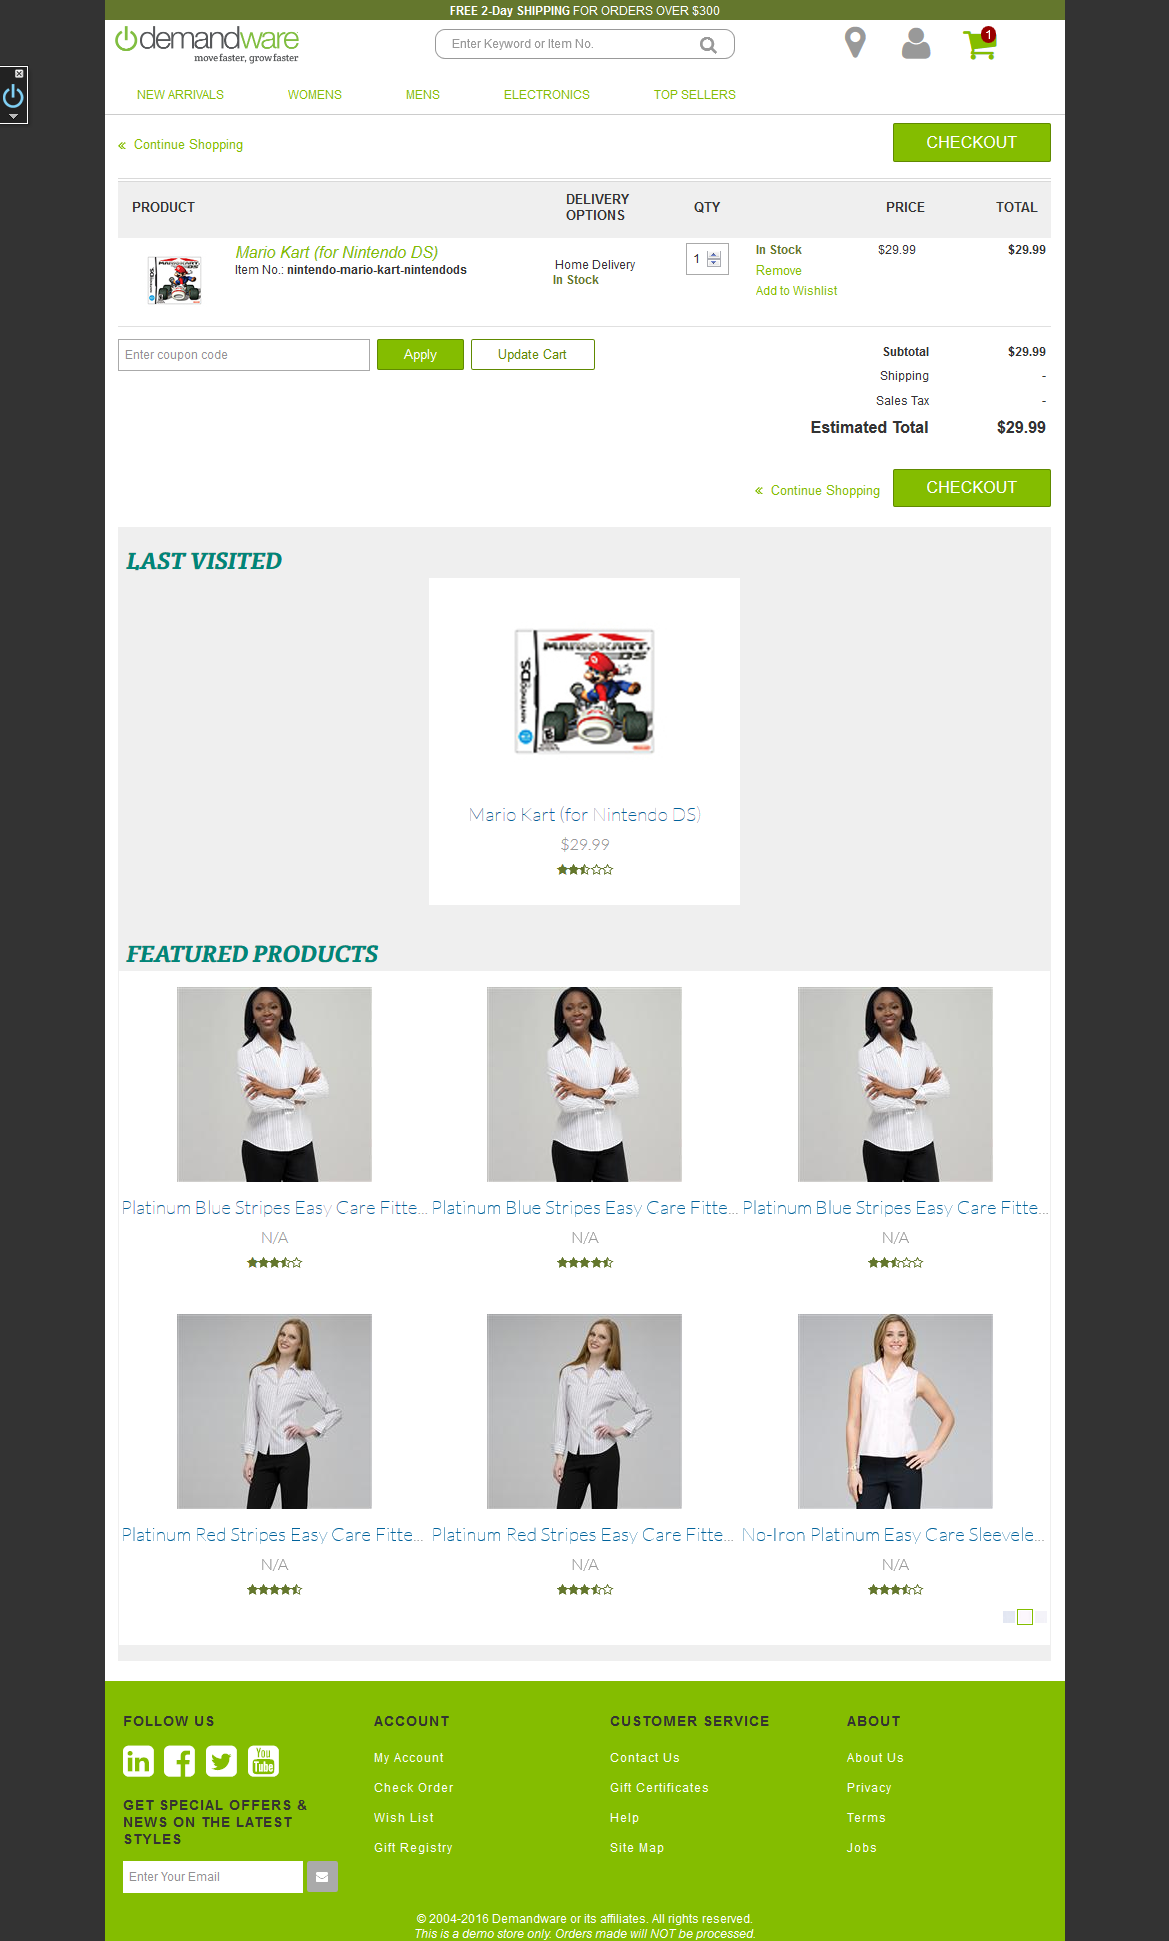 FREE 2-Day SHIPPING FOR ORDERS OVER $300
demandware
move faster, grow faster
Enter Keyword or Item No.
1
NEW ARRIVALS WOMENS MENS ELECTRONICS TOP SELLERS
« Continue Shopping
CHECKOUT
PRODUCT DELIVERY OPTIONS QTY PRICE TOTAL
Mario Kart (for Nintendo DS)
Item No.: nintendo-mario-kart-nintendods
Home Delivery
In Stock
1
In Stock
Remove
Add to Wishlist
$29.99
$29.99
Enter coupon code
Apply
Update Cart
Subtotal $29.99
Shipping -
Sales Tax -
Estimated Total $29.99
« Continue Shopping
CHECKOUT
LAST VISITED
NINTENDO DS
MARIOKART DS
Mario Kart (for Nintendo DS)
$29.99
FEATURED PRODUCTS
Platinum Blue Stripes Easy Care Fitte... Platinum Blue Stripes Easy Care Fitte... Platinum Blue Stripes Easy Care Fitte...
N/A N/A N/A
Platinum Red Stripes Easy Care Fitte... Platinum Red Stripes Easy Care Fitte... No-Iron Platinum Easy Care Sleevele...
N/A N/A N/A
FOLLOW US
in f You Tube
GET SPECIAL OFFERS &
NEWS ON THE LATEST
STYLES
Enter Your Email
ACCOUNT
My Account
Check Order
Wish List
Gift Registry
CUSTOMER SERVICE
Contact Us
Gift Certificates
Help
Site Map
ABOUT
About Us
Privacy
Terms
Jobs
© 2004-2016 Demandware or its affiliates. All rights reserved.
This is a demo store only. Orders made will NOT be processed.